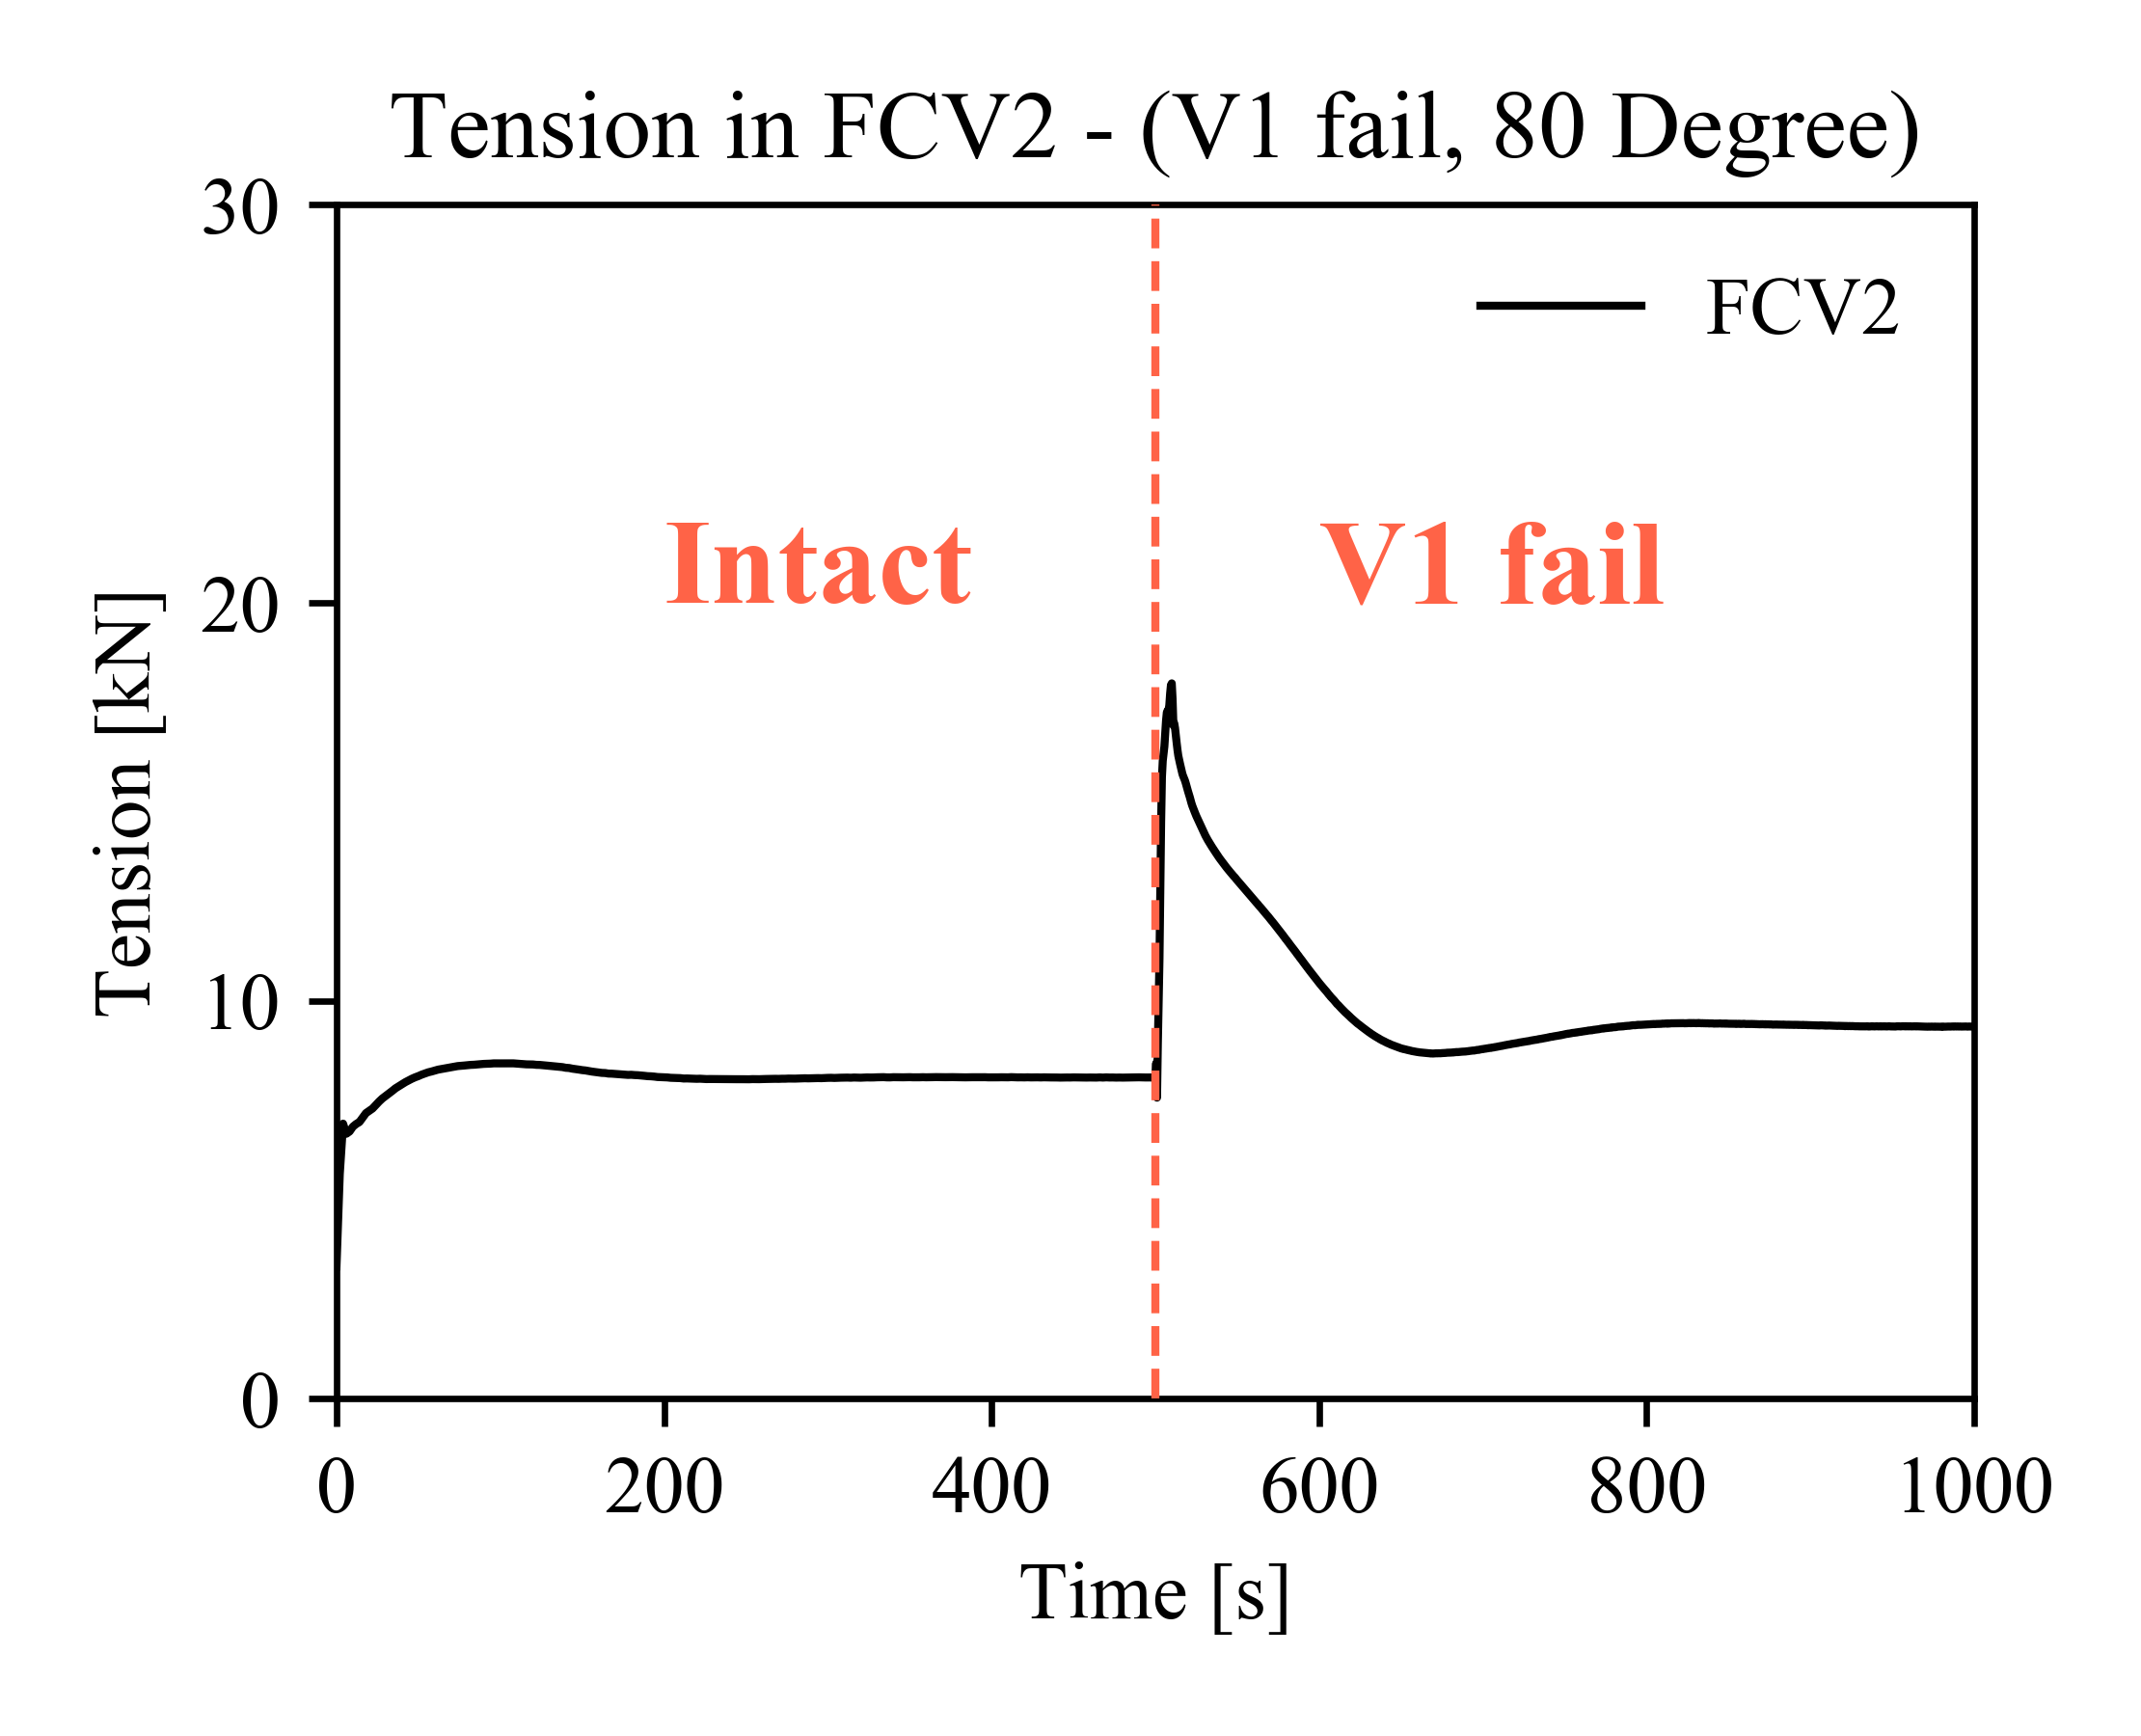 Tension in FCV2 - (V1 fail, 80 Degree)
30
FCV2
Intact
V1 fail
20
Tension [kN]
10
0
0 200 400 600 800 1000
Time [s]